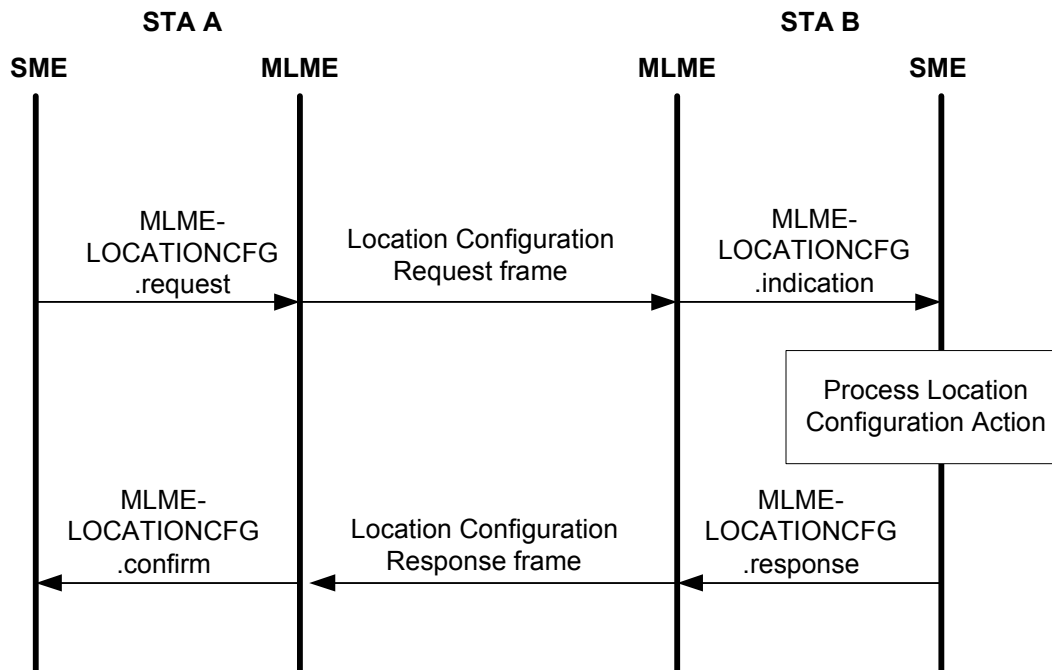 STA A
STA B
SME
MLME
MLME
SME
MLME-
LOCATIONCFG
.request
Location Configuration
Request frame
MLME-
LOCATIONCFG
.indication
Process Location
Configuration Action
MLME-
LOCATIONCFG
.confirm
Location Configuration
Response frame
MLME-
LOCATIONCFG
.response